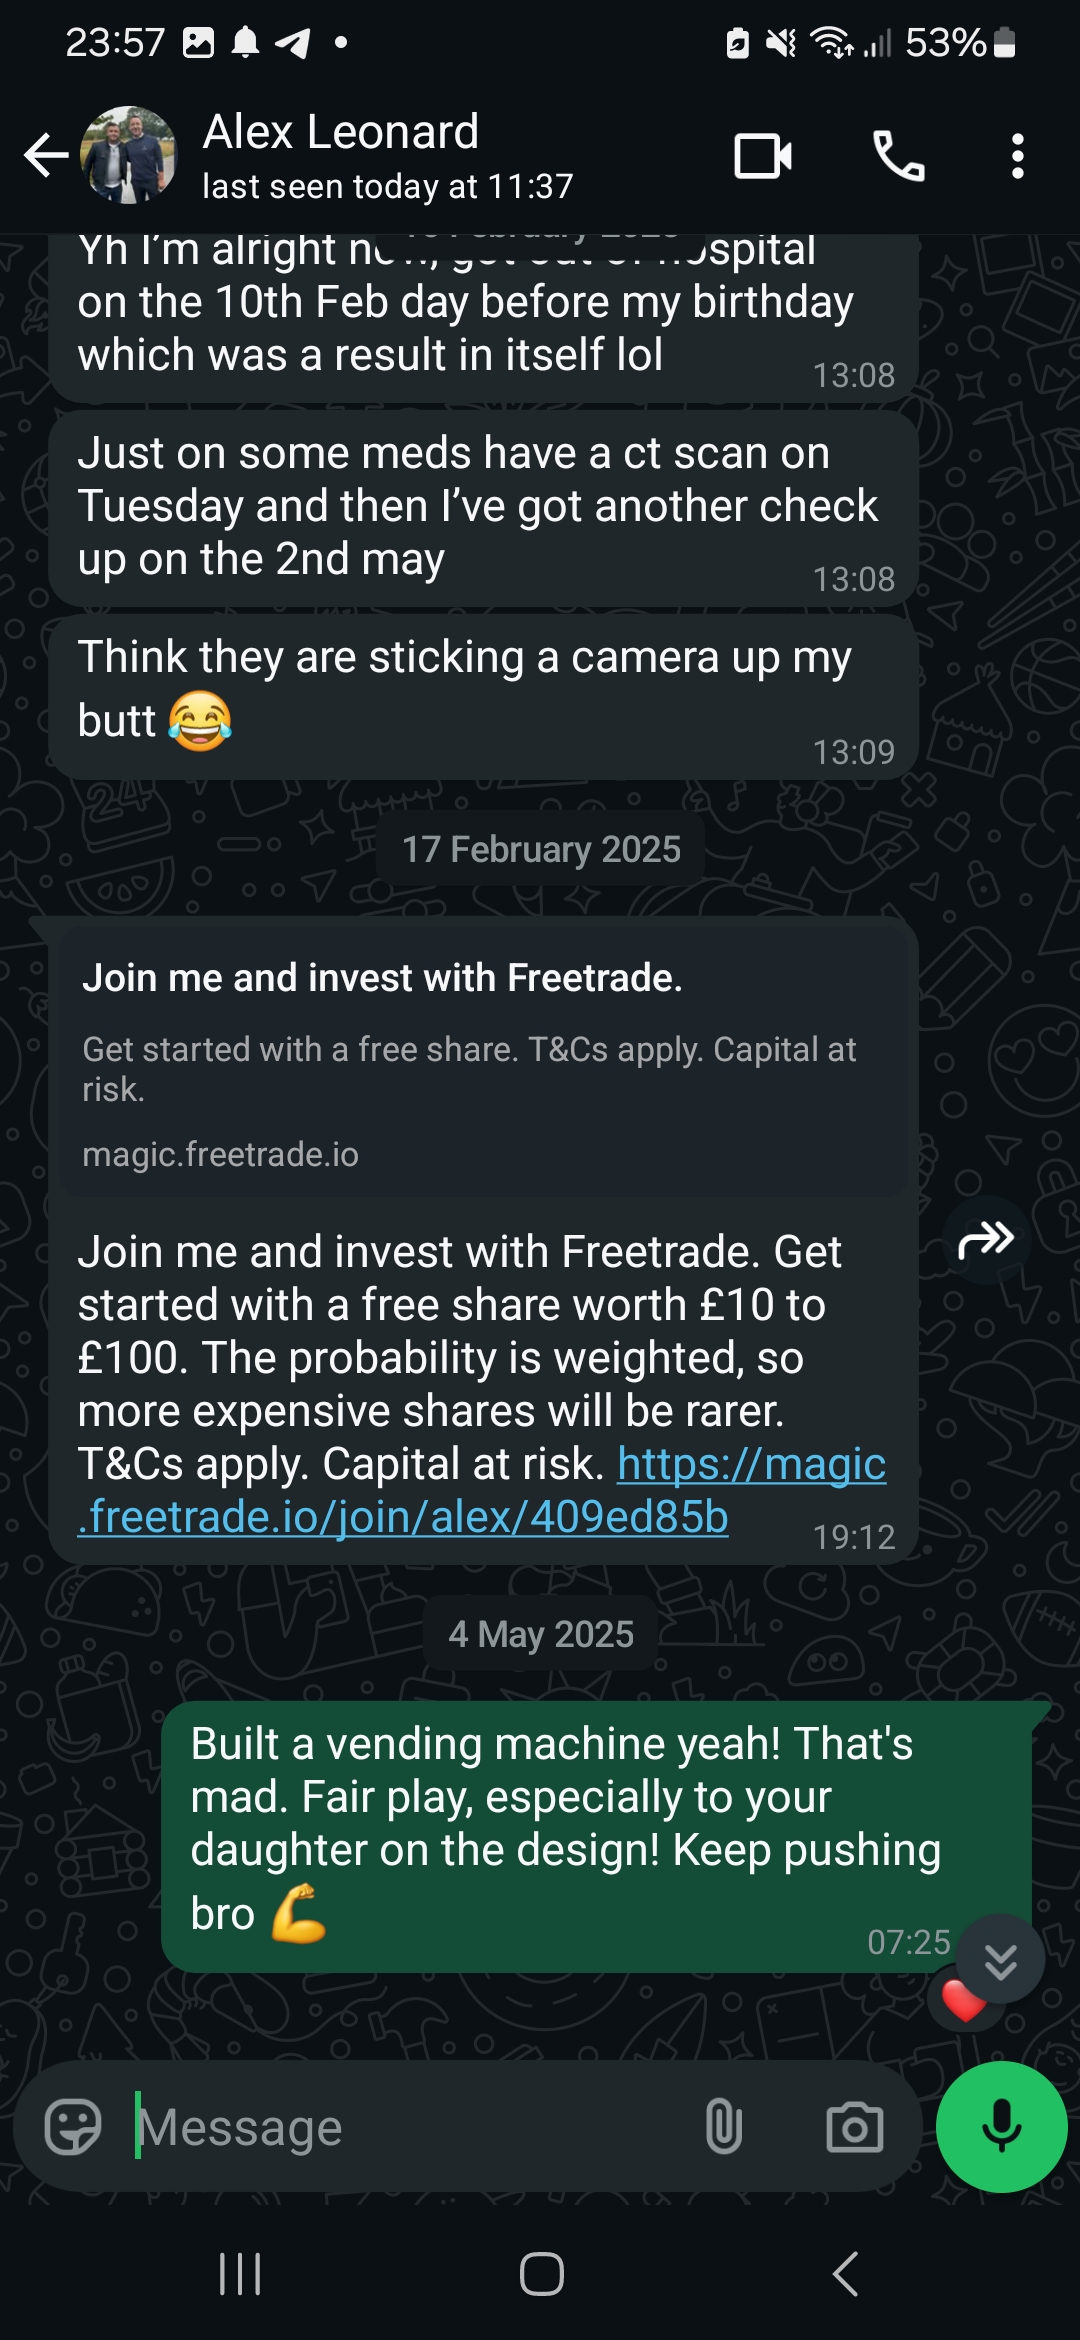 23:57
53%
Alex Leonard
last seen today at 11:37
Yh I'm alright now, got out of hospital
on the 10th Feb day before my birthday
which was a result in itself lol
13:08
Just on some meds have a ct scan on
Tuesday and then I've got another check
up on the 2nd may
13:08
Think they are sticking a camera up my
butt 😂
13:09
17 February 2025
Join me and invest with Freetrade.
Get started with a free share. T&Cs apply. Capital at
risk.
magic.freetrade.io
Join me and invest with Freetrade. Get
started with a free share worth £10 to
£100. The probability is weighted, so
more expensive shares will be rarer.
T&Cs apply. Capital at risk. https://magic
.freetrade.io/join/alex/409ed85b
19:12
4 May 2025
Built a vending machine yeah! That's
mad. Fair play, especially to your
daughter on the design! Keep pushing
bro 💪
07:25
❤️
Message